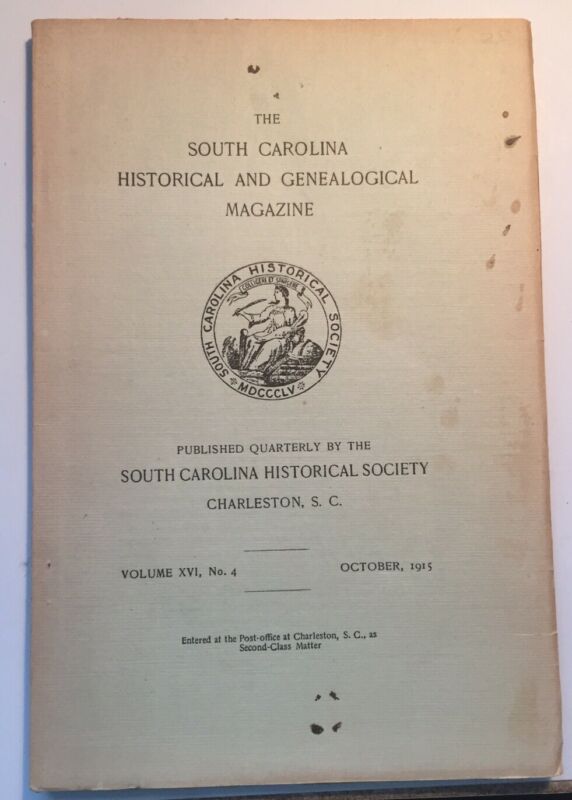 THE
SOUTH CAROLINA
HISTORICAL AND GENEALOGICAL
MAGAZINE
SOUTH CAROLINA HISTORICAL SOCIETY
MDCCCLV
PUBLISHED QUARTERLY BY THE
SOUTH CAROLINA HISTORICAL SOCIETY
CHARLESTON, S. C.
VOLUME XVI, No. 4 OCTOBER, 1915
Entered at the Post-office at Charleston, S. C., as
Second-Class Matter